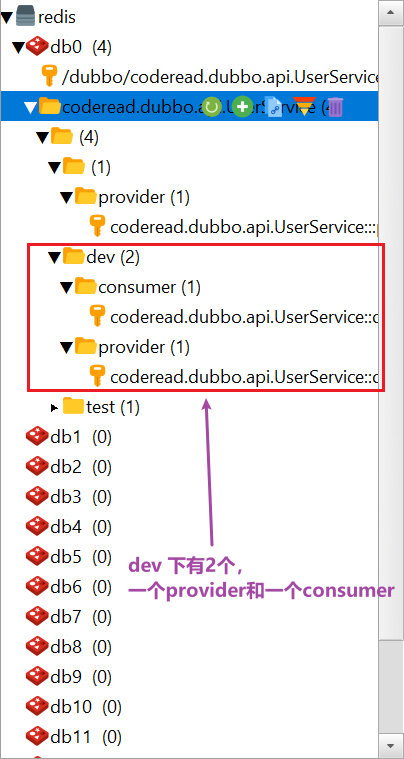 redis
db0 (4)
/dubbo/coderead.dubbo.api.UserService
coderead.dubbo.api.UserService (4)
(4)
(1)
provider (1)
coderead.dubbo.api.UserService:::
dev (2)
consumer (1)
coderead.dubbo.api.UserService::
provider (1)
coderead.dubbo.api.UserService::
test (1)
db1 (0)
db2 (0)
db3 (0)
db4 (0)
db5 (0)
db6 (0)
db7 (0)
db8 (0)
db9 (0)
db10 (0)
db11 (0)
dev 下有2个，
一个provider和一个consumer